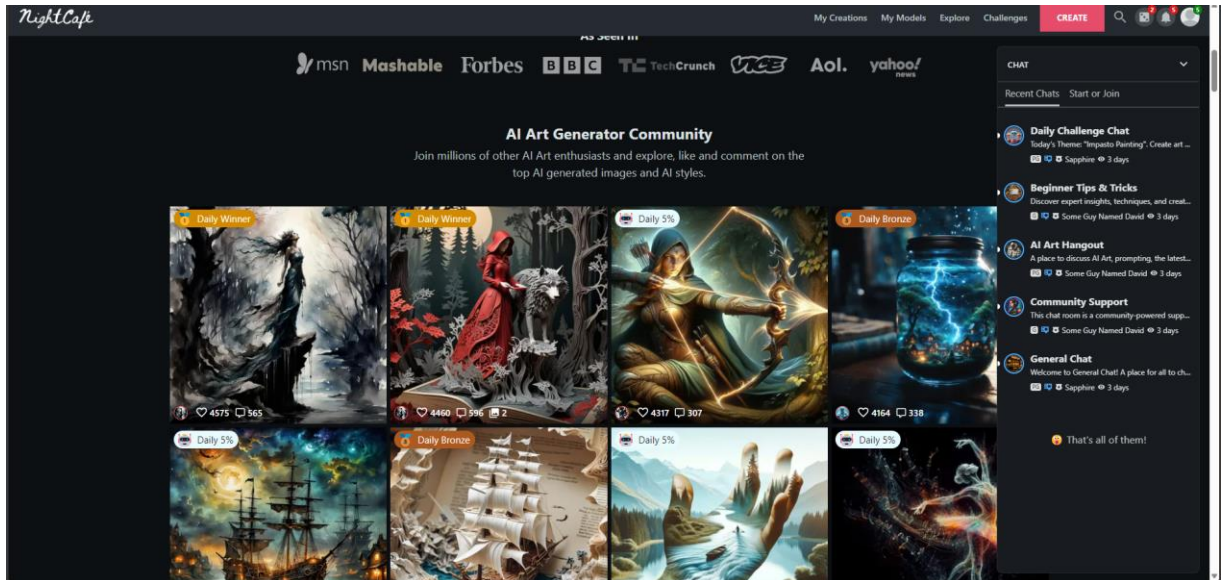 NightCafé
My Creations My Models Explore Challenges CREATE 2 5 5
As Seen In
msn Mashable Forbes BBC TC TechCrunch VICE Aol. yahoo! news
AI Art Generator Community
Join millions of other AI Art enthusiasts and explore, like and comment on the
top AI generated images and AI styles.
Daily Winner
4575 565
Daily Winner
4460 596 2
Daily 5%
4317 307
Daily Bronze
4164 338
Daily 5%
Daily Bronze
Daily 5%
Daily 5%
CHAT
Recent Chats Start or Join
Daily Challenge Chat
Today's Theme: "Impasto Painting". Create art ...
PG Sapphire 3 days
Beginner Tips & Tricks
Discover expert insights, techniques, and creat...
G Some Guy Named David 3 days
AI Art Hangout
A place to discuss AI Art, prompting, the latest...
PG Some Guy Named David 3 days
Community Support
This chat room is a community-powered supp...
G Some Guy Named David 3 days
General Chat
Welcome to General Chat! A place for all to ch...
PG Sapphire 3 days
That's all of them!